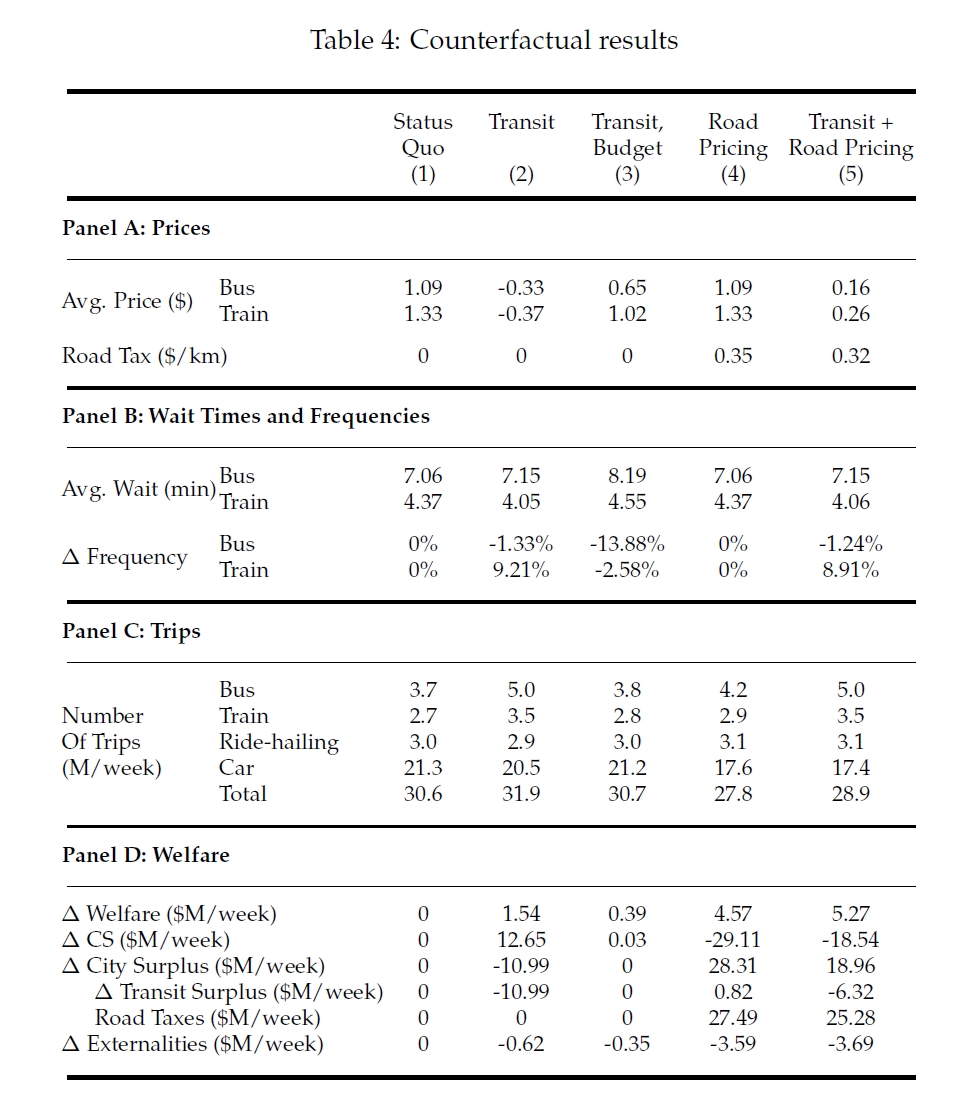 Table 4: Counterfactual results
Status Transit Transit, Road Transit +
Quo Budget Pricing Road Pricing
(1) (2) (3) (4) (5)
Panel A: Prices
Avg. Price ($) Bus 1.09 -0.33 0.65 1.09 0.16
Train 1.33 -0.37 1.02 1.33 0.26
Road Tax ($/km) 0 0 0 0.35 0.32
Panel B: Wait Times and Frequencies
Avg. Wait (min) Bus 7.06 7.15 8.19 7.06 7.15
Train 4.37 4.05 4.55 4.37 4.06
Δ Frequency Bus 0% -1.33% -13.88% 0% -1.24%
Train 0% 9.21% -2.58% 0% 8.91%
Panel C: Trips
Bus 3.7 5.0 3.8 4.2 5.0
Number Train 2.7 3.5 2.8 2.9 3.5
Of Trips Ride-hailing 3.0 2.9 3.0 3.1 3.1
(M/week) Car 21.3 20.5 21.2 17.6 17.4
Total 30.6 31.9 30.7 27.8 28.9
Panel D: Welfare
Δ Welfare ($M/week) 0 1.54 0.39 4.57 5.27
Δ CS ($M/week) 0 12.65 0.03 -29.11 -18.54
Δ City Surplus ($M/week) 0 -10.99 0 28.31 18.96
Δ Transit Surplus ($M/week) 0 -10.99 0 0.82 -6.32
Road Taxes ($M/week) 0 0 0 27.49 25.28
Δ Externalities ($M/week) 0 -0.62 -0.35 -3.59 -3.69